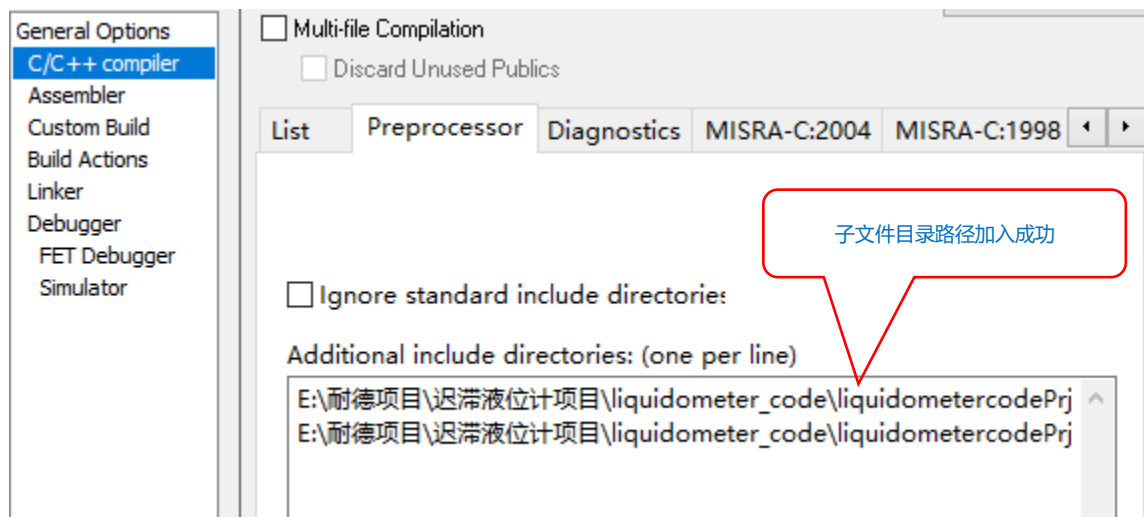 General Options
C/C++ compiler
Assembler
Custom Build
Build Actions
Linker
Debugger
FET Debugger
Simulator
Multi-file Compilation
Discard Unused Publics
List Preprocessor Diagnostics MISRA-C:2004 MISRA-C:1998
子文件目录路径加入成功
Ignore standard include directories
Additional include directories: (one per line)
E:\耐德项目\迟滞液位计项目\liquidometer_code\liquidometercodePrj
E:\耐德项目\迟滞液位计项目\liquidometer_code\liquidometercodePrj